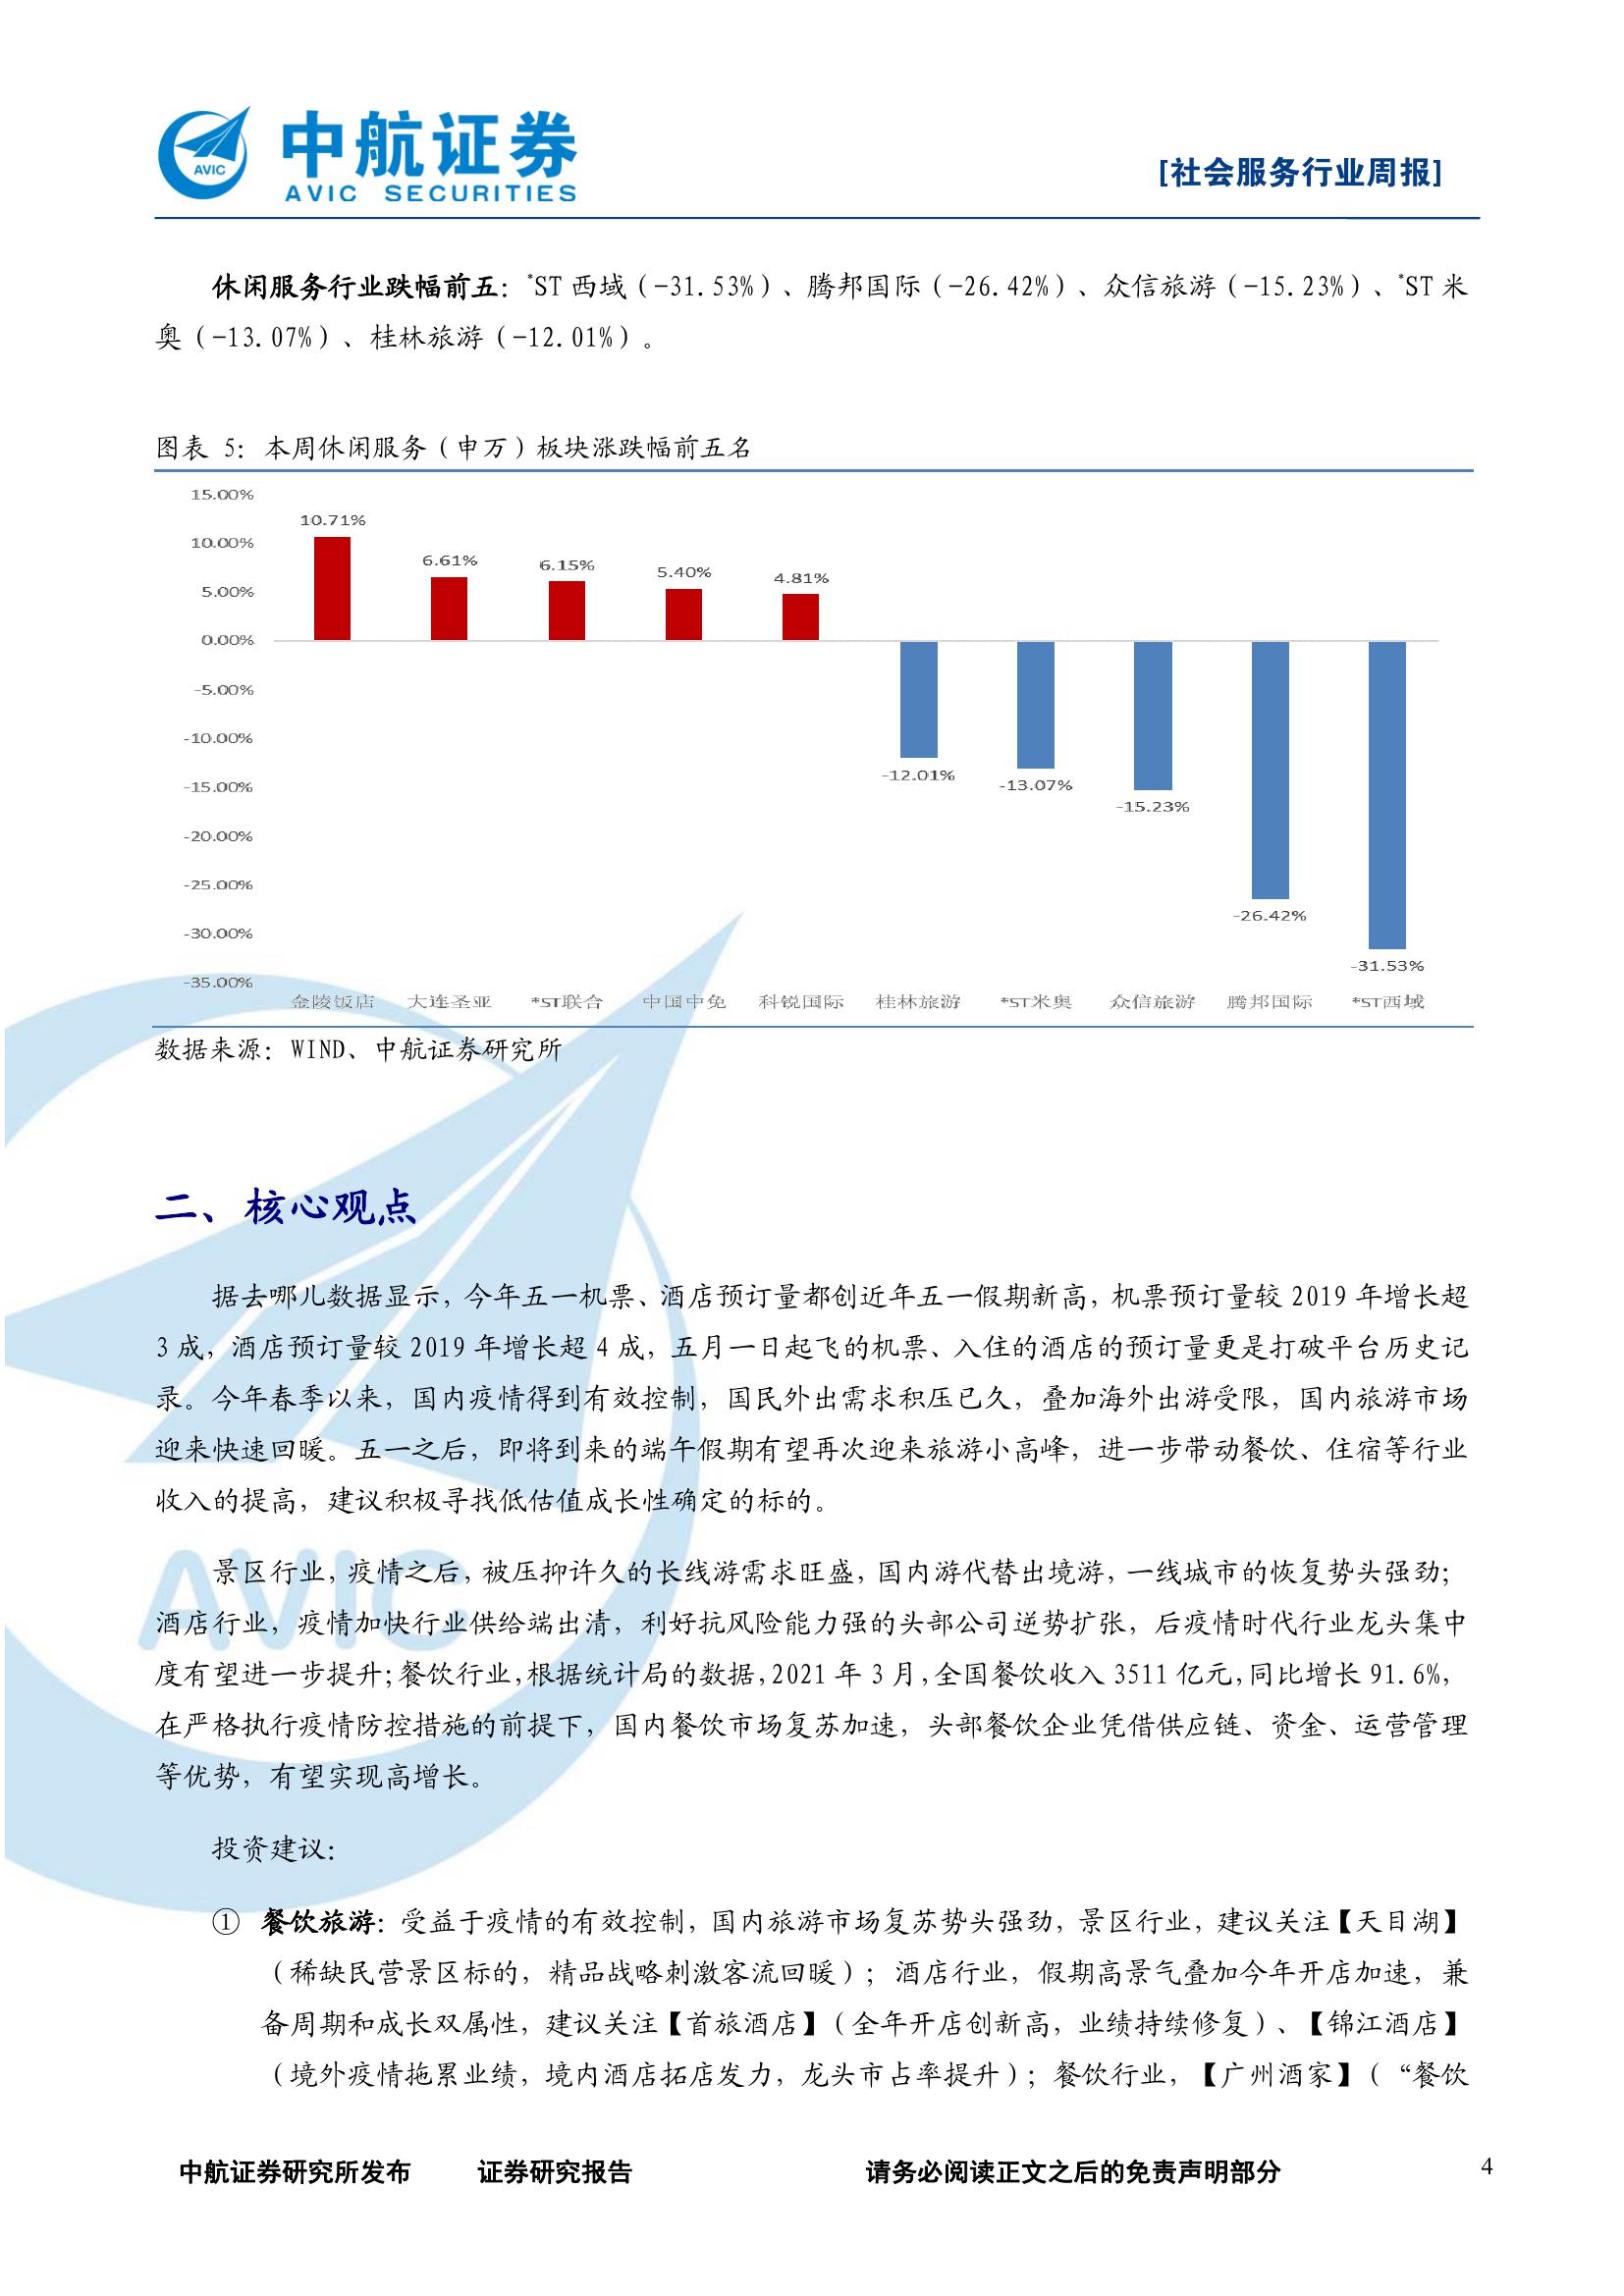 AVIC
中航证券
AVIC SECURITIES
[社会服务行业周报]
休闲服务行业跌幅前五：*ST 西域（-31.53%）、腾邦国际（-26.42%）、众信旅游（-15.23%）、*ST 米
奥（-13.07%）、桂林旅游（-12.01%）。
图表 5：本周休闲服务（申万）板块涨跌幅前五名
15.00%
10.00%
5.00%
0.00%
-5.00%
-10.00%
-15.00%
-20.00%
-25.00%
-30.00%
-35.00%
10.71%
6.61%
6.15%
5.40%
4.81%
-12.01%
-13.07%
-15.23%
-26.42%
-31.53%
金陵饭店 大连圣亚 *ST联合 中国中免 科锐国际 桂林旅游 *ST米奥 众信旅游 腾邦国际 *ST西域
数据来源：WIND、中航证券研究所
二、核心观点
据去哪儿数据显示，今年五一机票、酒店预订量都创近年五一假期新高，机票预订量较 2019 年增长超
3 成，酒店预订量较 2019 年增长超 4 成，五月一日起飞的机票、入住的酒店的预订量更是打破平台历史记
录。今年春季以来，国内疫情得到有效控制，国民外出需求积压已久，叠加海外出游受限，国内旅游市场
迎来快速回暖。五一之后，即将到来的端午假期有望再次迎来旅游小高峰，进一步带动餐饮、住宿等行业
收入的提高，建议积极寻找低估值成长性确定的标的。
景区行业，疫情之后，被压抑许久的长线游需求旺盛，国内游代替出境游，一线城市的恢复势头强劲；
酒店行业，疫情加快行业供给端出清，利好抗风险能力强的头部公司逆势扩张，后疫情时代行业龙头集中
度有望进一步提升；餐饮行业，根据统计局的数据，2021 年 3 月，全国餐饮收入 3511 亿元，同比增长 91.6%，
在严格执行疫情防控措施的前提下，国内餐饮市场复苏加速，头部餐饮企业凭借供应链、资金、运营管理
等优势，有望实现高增长。
AVIC
投资建议：
① 餐饮旅游：受益于疫情的有效控制，国内旅游市场复苏势头强劲，景区行业，建议关注【天目湖】
（稀缺民营景区标的，精品战略刺激客流回暖）；酒店行业，假期高景气叠加今年开店加速，兼
备周期和成长双属性，建议关注【首旅酒店】（全年开店创新高，业绩持续修复）、【锦江酒店】
（境外疫情拖累业绩，境内酒店拓店发力，龙头市占率提升）；餐饮行业，【广州酒家】（“餐饮
中航证券研究所发布 证券研究报告 请务必阅读正文之后的免责声明部分 4